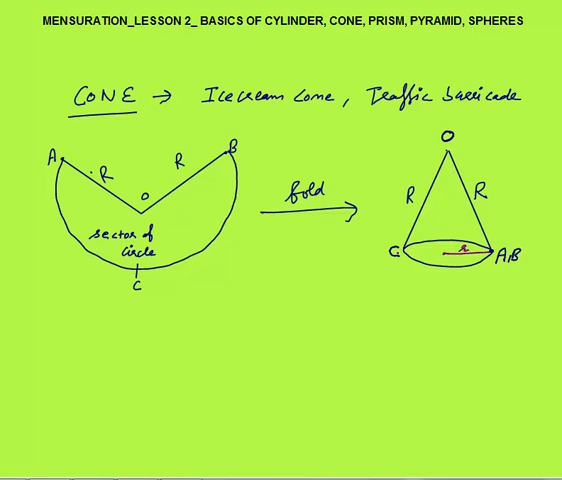 MENSURATION_LESSON 2_ BASICS OF CYLINDER, CONE, PRISM, PYRAMID, SPHERES
CONE → Icecream Cone, Traffic barricade
A R O R B
sector of
circle
C
fold
O
R R
C r A,B